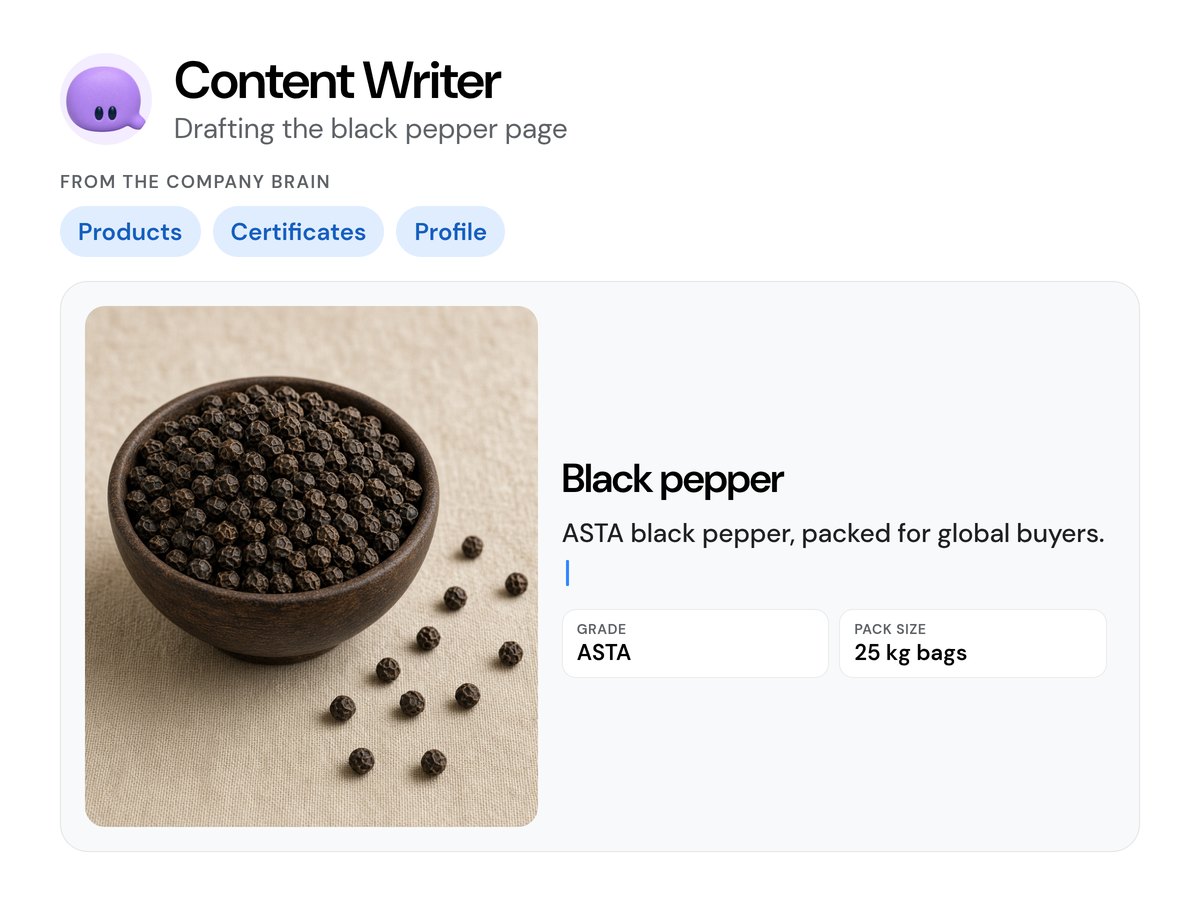 Content Writer
Drafting the black pepper page
FROM THE COMPANY BRAIN
Products
Certificates
Profile
Black pepper
ASTA black pepper, packed for global buyers.
GRADE
ASTA
PACK SIZE
25 kg bags